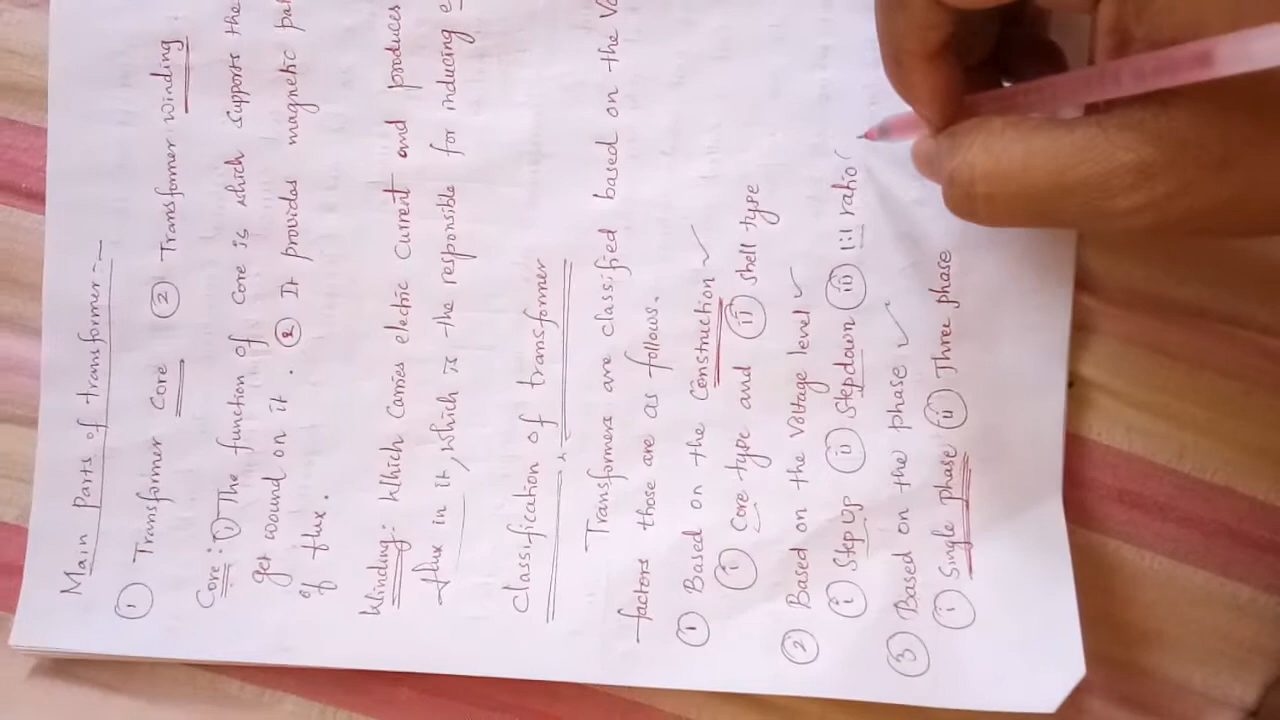 Main Parts of transformer:-
① Transformer Core ② Transformer winding
Core:- ① The function of Core is which supports the
get wound on it. ② It provides magnetic
of flux.
Winding:- Which Carries electric Current and produces
flux in it, which is the responsible for inducing
Classification of transformer
Transformers are classified based on the
factors those are as follows.
① Based on the Construction ✓
ⓘ Core type and ⓘⓘ shell type
② Based on the Voltage level ✓
ⓘ Step Up ⓘⓘ Stepdown ⓘⓘⓘ 1:1 ratio (
③ Based on the phase ✓
ⓘ Single phase ⓘⓘ Three phase